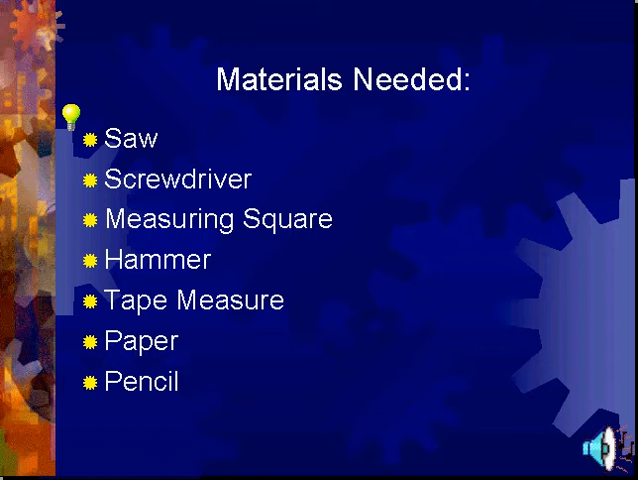 Materials Needed:
Saw
Screwdriver
Measuring Square
Hammer
Tape Measure
Paper
Pencil